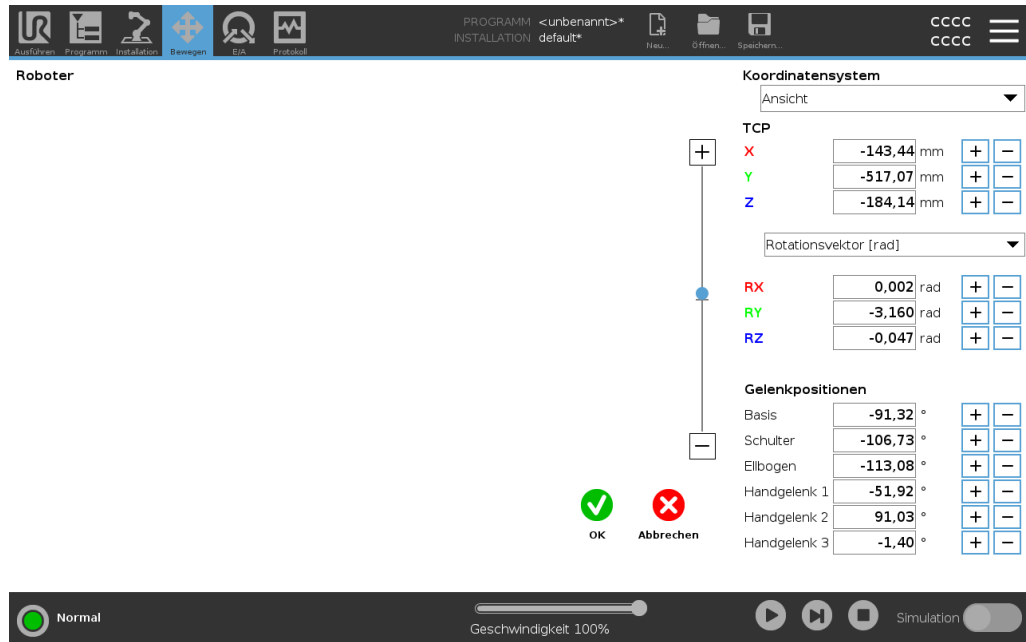 PROGRAMM <unbenannt>*
INSTALLATION default*
CCCC
CCCC
Ausführen Programm Installation Bewegen E/A Protokoll Neu... Öffnen... Speichern...
Roboter
Koordinatensystem
Ansicht
TCP
X -143,44 mm + −
Y -517,07 mm + −
Z -184,14 mm + −
Rotationsvektor [rad]
RX 0,002 rad + −
RY -3,160 rad + −
RZ -0,047 rad + −
Gelenkpositionen
Basis -91,32 ° + −
Schulter -106,73 ° + −
Ellbogen -113,08 ° + −
Handgelenk 1 -51,92 ° + −
Handgelenk 2 91,03 ° + −
Handgelenk 3 -1,40 ° + −
OK Abbrechen
Normal
Geschwindigkeit 100%
Simulation